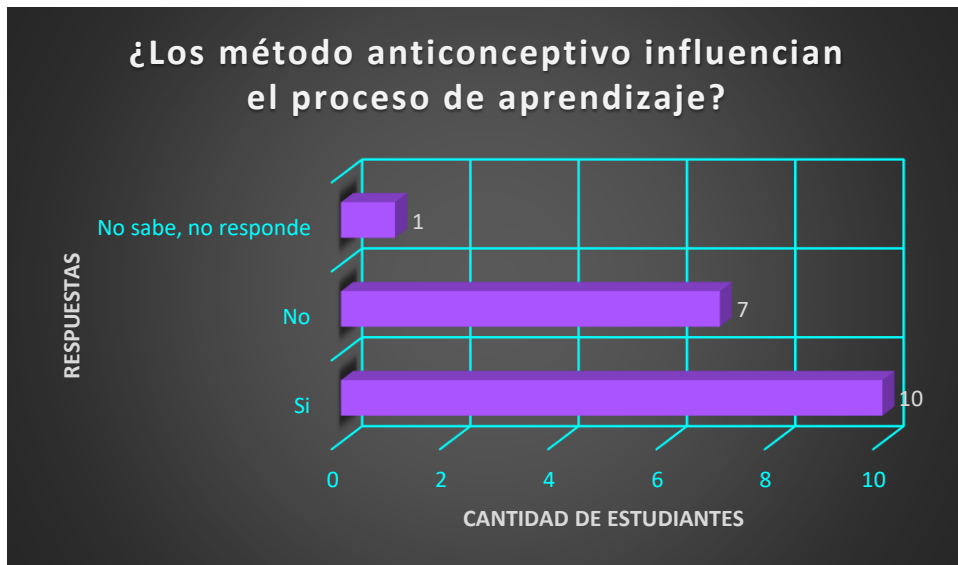 ¿Los método anticonceptivo influencian
el proceso de aprendizaje?
RESPUESTAS
No sabe, no responde
1
No
7
Si
10
0 2 4 6 8 10
CANTIDAD DE ESTUDIANTES